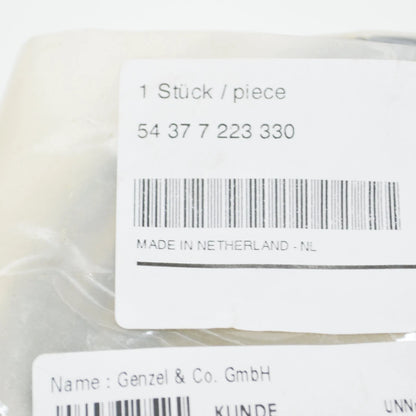 1 Stück / piece
54 37 7 223 330
MADE IN NETHERLAND - NL
Name : Genzel & Co. GmbH
KUNDE